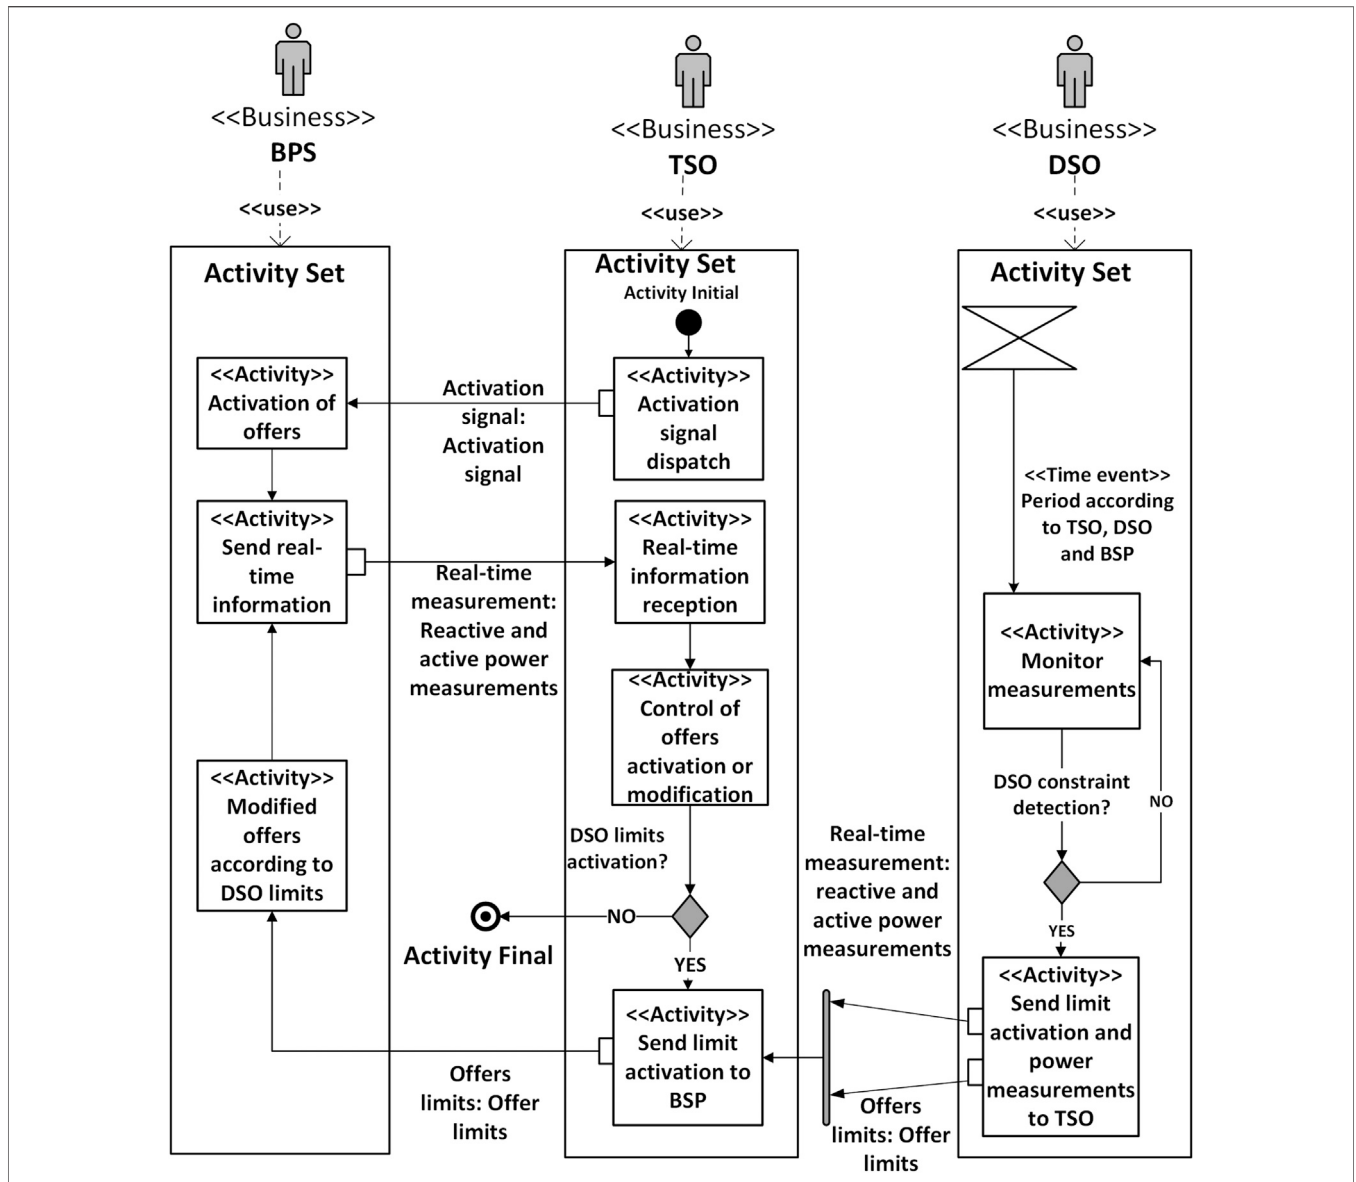 <<Business>>
BPS
<<use>>
Activity Set
<<Activity>>
Activation of
offers
<<Activity>>
Send real-
time
information
<<Activity>>
Modified
offers
according to
DSO limits
Activation
signal:
Activation
signal
Real-time
measurement:
Reactive and
active power
measurements
Activity Final
Offers
limits: Offer
limits
<<Business>>
TSO
<<use>>
Activity Set
Activity Initial
<<Activity>>
Activation
signal
dispatch
<<Activity>>
Real-time
information
reception
<<Activity>>
Control of
offers
activation or
modification
DSO limits
activation?
NO
YES
<<Activity>>
Send limit
activation to
BSP
Real-time
measurement:
reactive and
active power
measurements
Offers
limits: Offer
limits
<<Business>>
DSO
<<use>>
Activity Set
<<Time event>>
Period according
to TSO, DSO
and BSP
<<Activity>>
Monitor
measurements
DSO constraint
detection?
NO
YES
<<Activity>>
Send limit
activation and
power
measurements
to TSO